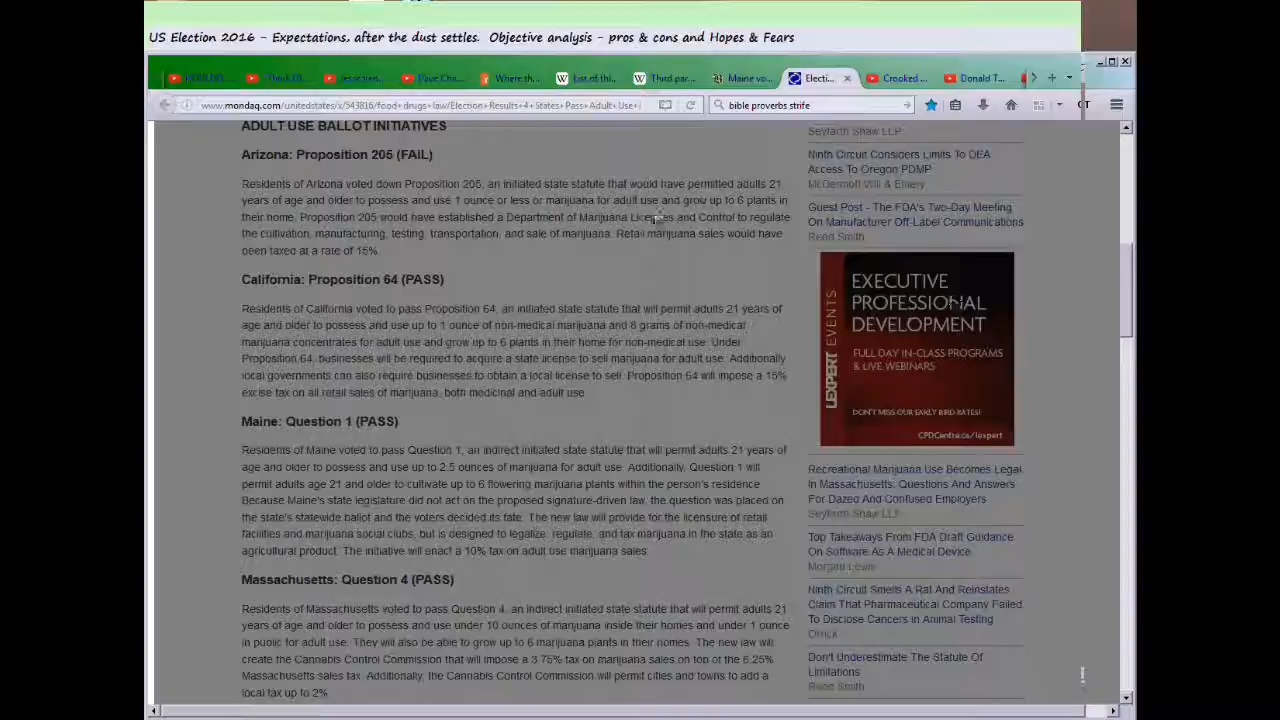 US Election 2016 - Expectations, after the dust settles. Objective analysis - pros & cons and Hopes & Fears
Where th...
List of thi...
Third par...
Maine vo...
Electi...
Crooked ...
Donald T...
www.mondaq.com/unitedstates/x/543816/food+drugs+law/Election+Results+4+States+Pass+Adult+Use+
bible proverbs strife
ADULT USE BALLOT INITIATIVES
Arizona: Proposition 205 (FAIL)
Residents of Arizona voted down Proposition 205, an initiated state statute that would have permitted adults 21
years of age and older to possess and use 1 ounce or less or marijuana for adult use and grow up to 6 plants in
their home. Proposition 205 would have established a Department of Marijuana Licenses and Control to regulate
the cultivation, manufacturing, testing, transportation, and sale of marijuana. Retail marijuana sales would have
been taxed at a rate of 15%.
California: Proposition 64 (PASS)
Residents of California voted to pass Proposition 64, an initiated state statute that will permit adults 21 years of
age and older to possess and use up to 1 ounce of non-medical marijuana and 8 grams of non-medical
marijuana concentrates for adult use and grow up to 6 plants in their home for non-medical use. Under
Proposition 64, businesses will be required to acquire a state license to sell marijuana for adult use. Additionally
local governments can also require businesses to obtain a local license to sell. Proposition 64 will impose a 15%
excise tax on all retail sales of marijuana, both medicinal and adult use.
Maine: Question 1 (PASS)
Residents of Maine voted to pass Question 1, an indirect initiated state statute that will permit adults 21 years of
age and older to possess and use up to 2.5 ounces of marijuana for adult use. Additionally, Question 1 will
permit adults age 21 and older to cultivate up to 6 flowering marijuana plants within the person's residence
Because Maine's state legislature did not act on the proposed signature-driven law, the question was placed on
the state's statewide ballot and the voters decided its fate. The new law will provide for the licensure of retail
facilities and marijuana social clubs, but is designed to legalize, regulate, and tax marijuana in the state as an
agricultural product. The initiative will enact a 10% tax on adult use marijuana sales.
Massachusetts: Question 4 (PASS)
Residents of Massachusetts voted to pass Question 4, an indirect initiated state statute that will permit adults 21
years of age and older to possess and use under 10 ounces of marijuana inside their homes and under 1 ounce
in public for adult use. They will also be able to grow up to 6 marijuana plants in their homes. The new law will
create the Cannabis Control Commission that will impose a 3.75% tax on marijuana sales on top of the 6.25%
Massachusetts sales tax. Additionally, the Cannabis Control Commission will permit cities and towns to add a
local tax up to 2%.
Seyfarth Shaw LLP
Ninth Circuit Considers Limits To DEA
Access To Oregon PDMP
McDermott Will & Emery
Guest Post - The FDA's Two-Day Meeting
On Manufacturer Off-Label Communications
Reed Smith
LEXPERT EVENTS
EXECUTIVE
PROFESSIONAL
DEVELOPMENT
FULL DAY IN-CLASS PROGRAMS
& LIVE WEBINARS
DON'T MISS OUR EARLY BIRD RATES!
CPDCentre.ca/lexpert
Recreational Marijuana Use Becomes Legal
In Massachusetts: Questions And Answers
For Dazed And Confused Employers
Seyfarth Shaw LLP
Top Takeaways From FDA Draft Guidance
On Software As A Medical Device
Morgan Lewis
Ninth Circuit Smells A Rat And Reinstates
Claim That Pharmaceutical Company Failed
To Disclose Cancers in Animal Testing
Orrick
Don't Underestimate The Statute Of
Limitations
Reed Smith